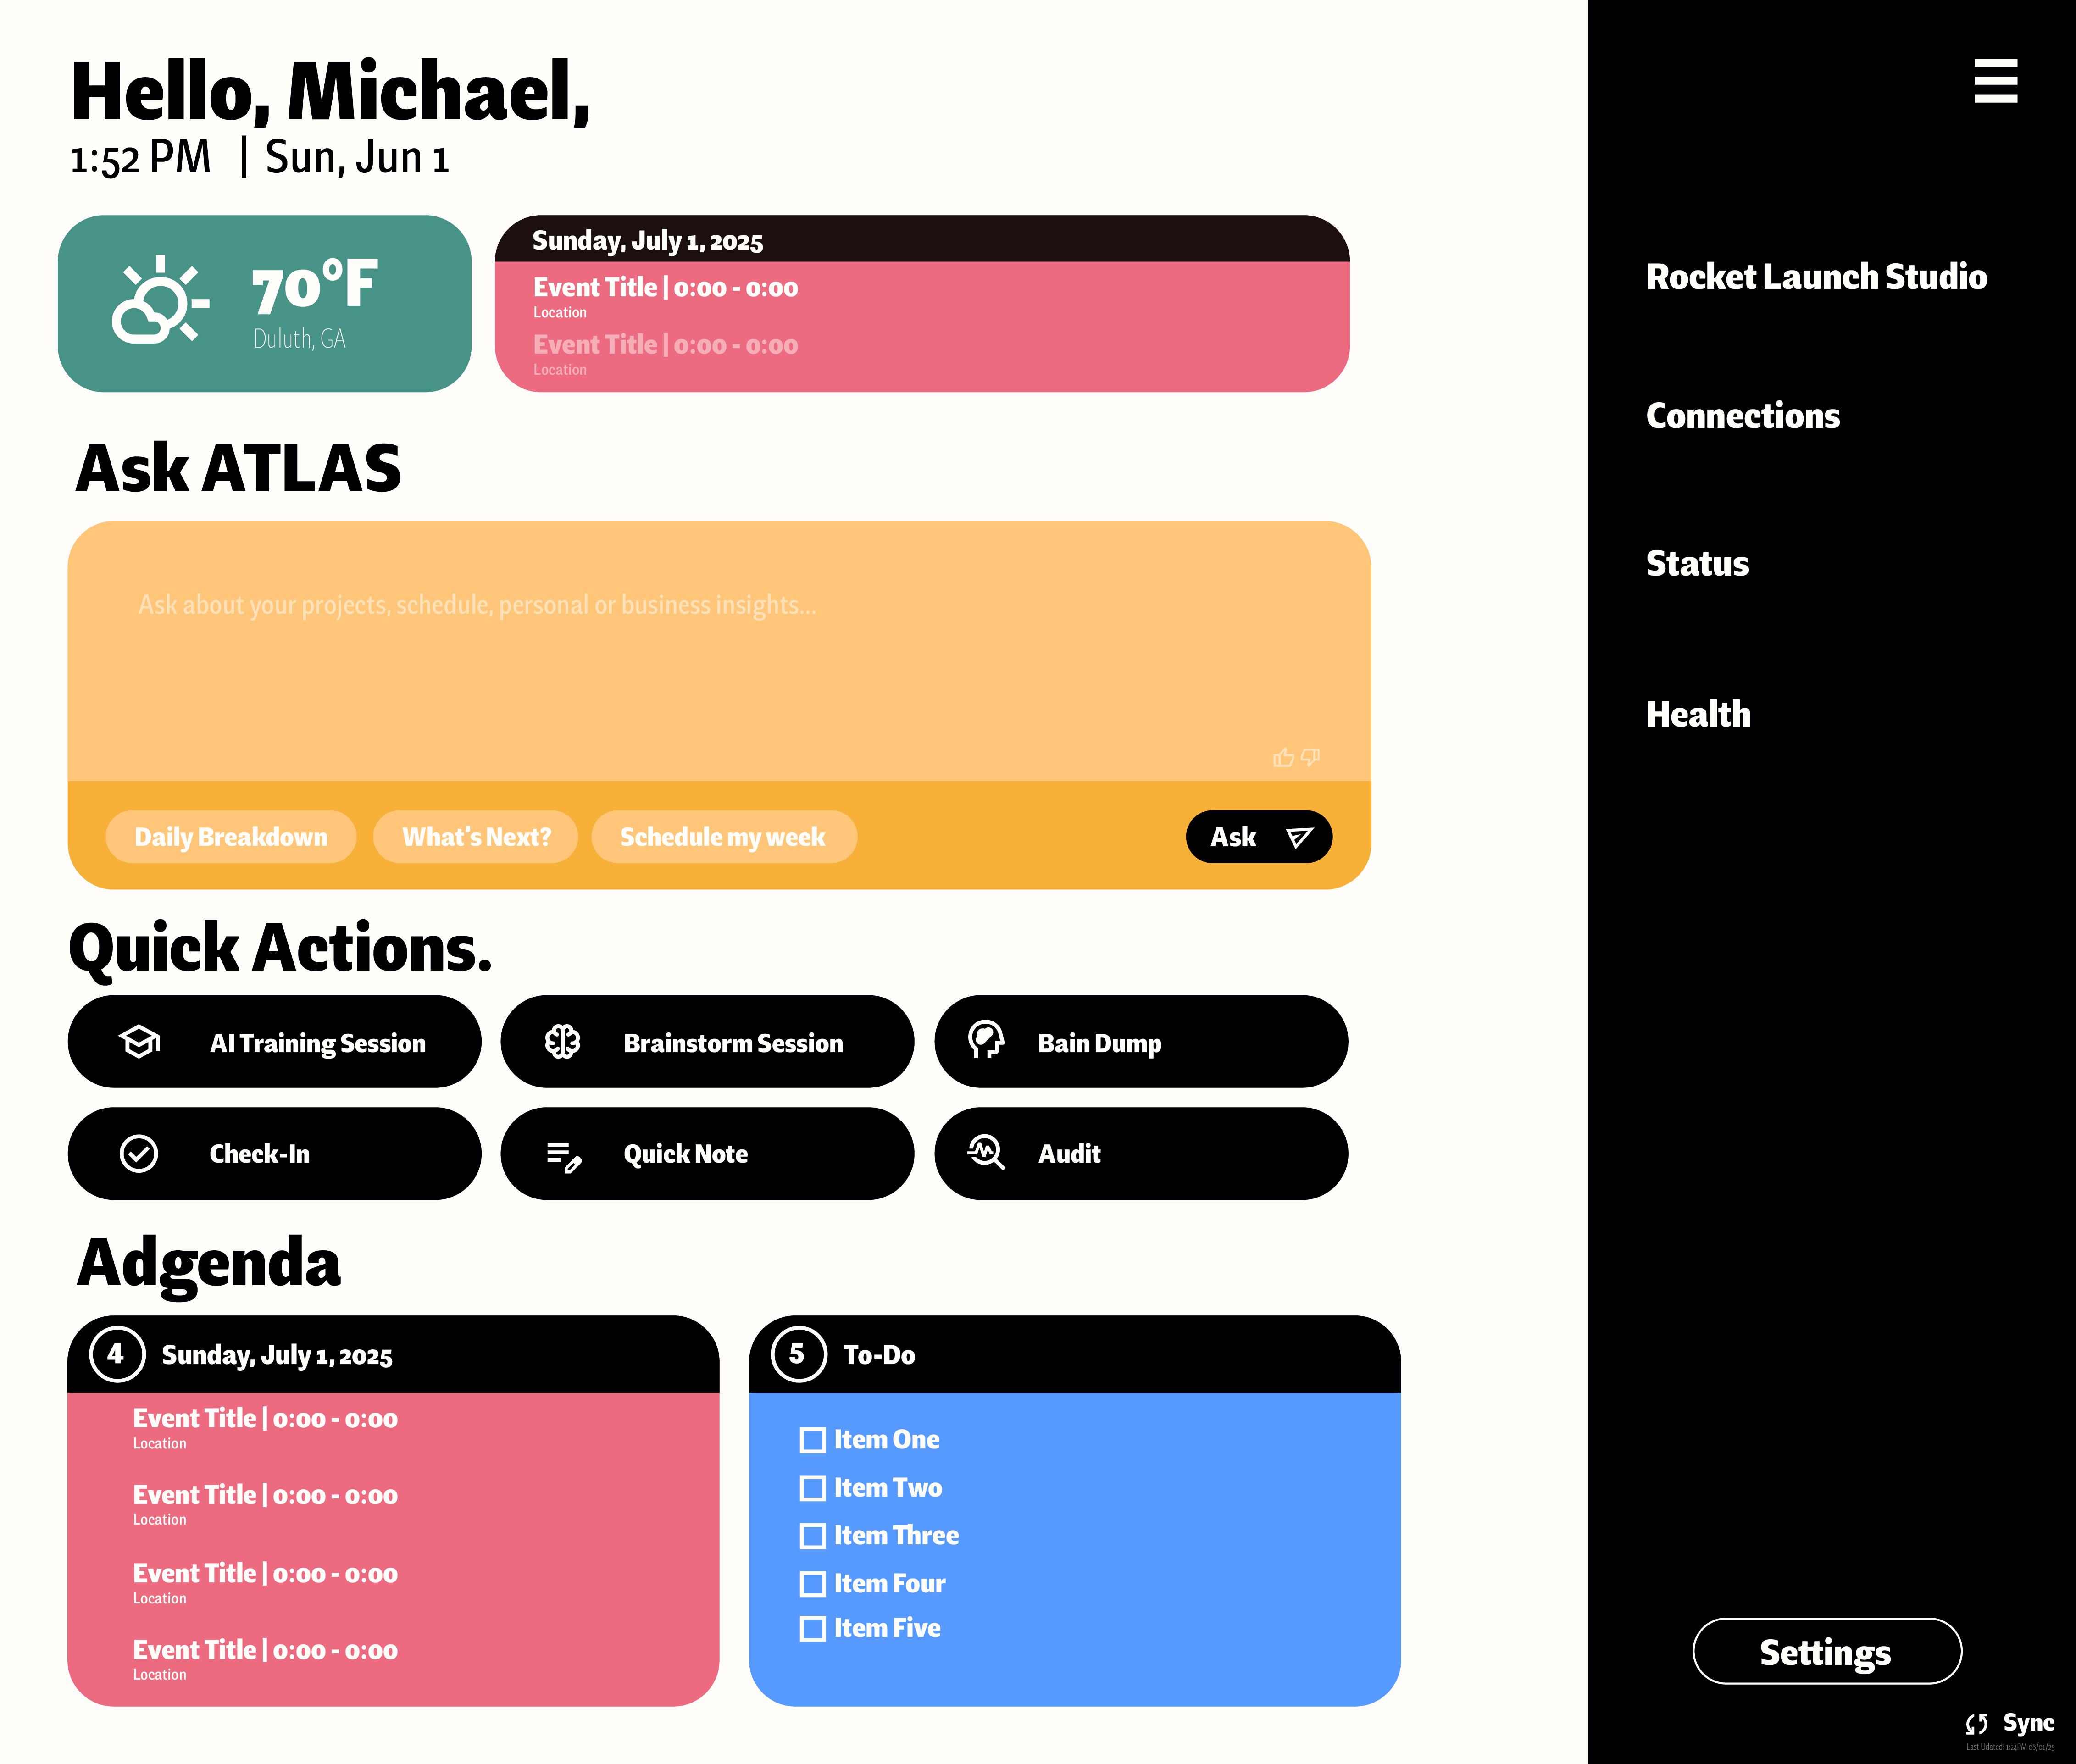 Hello, Michael,
1:52 PM | Sun, Jun 1
70°F
Duluth, GA
Sunday, July 1, 2025
Event Title | 0:00 - 0:00
Location
Event Title | 0:00 - 0:00
Location
Ask ATLAS
Ask about your projects, schedule, personal or business insights...
Daily Breakdown
What's Next?
Schedule my week
Ask
Quick Actions.
AI Training Session
Brainstorm Session
Bain Dump
Check-In
Quick Note
Audit
Adgenda
4 Sunday, July 1, 2025
Event Title | 0:00 - 0:00
Location
Event Title | 0:00 - 0:00
Location
Event Title | 0:00 - 0:00
Location
Event Title | 0:00 - 0:00
Location
5 To-Do
Item One
Item Two
Item Three
Item Four
Item Five
Rocket Launch Studio
Connections
Status
Health
Settings
Sync
Last Udated: 1:24PM 06/01/25